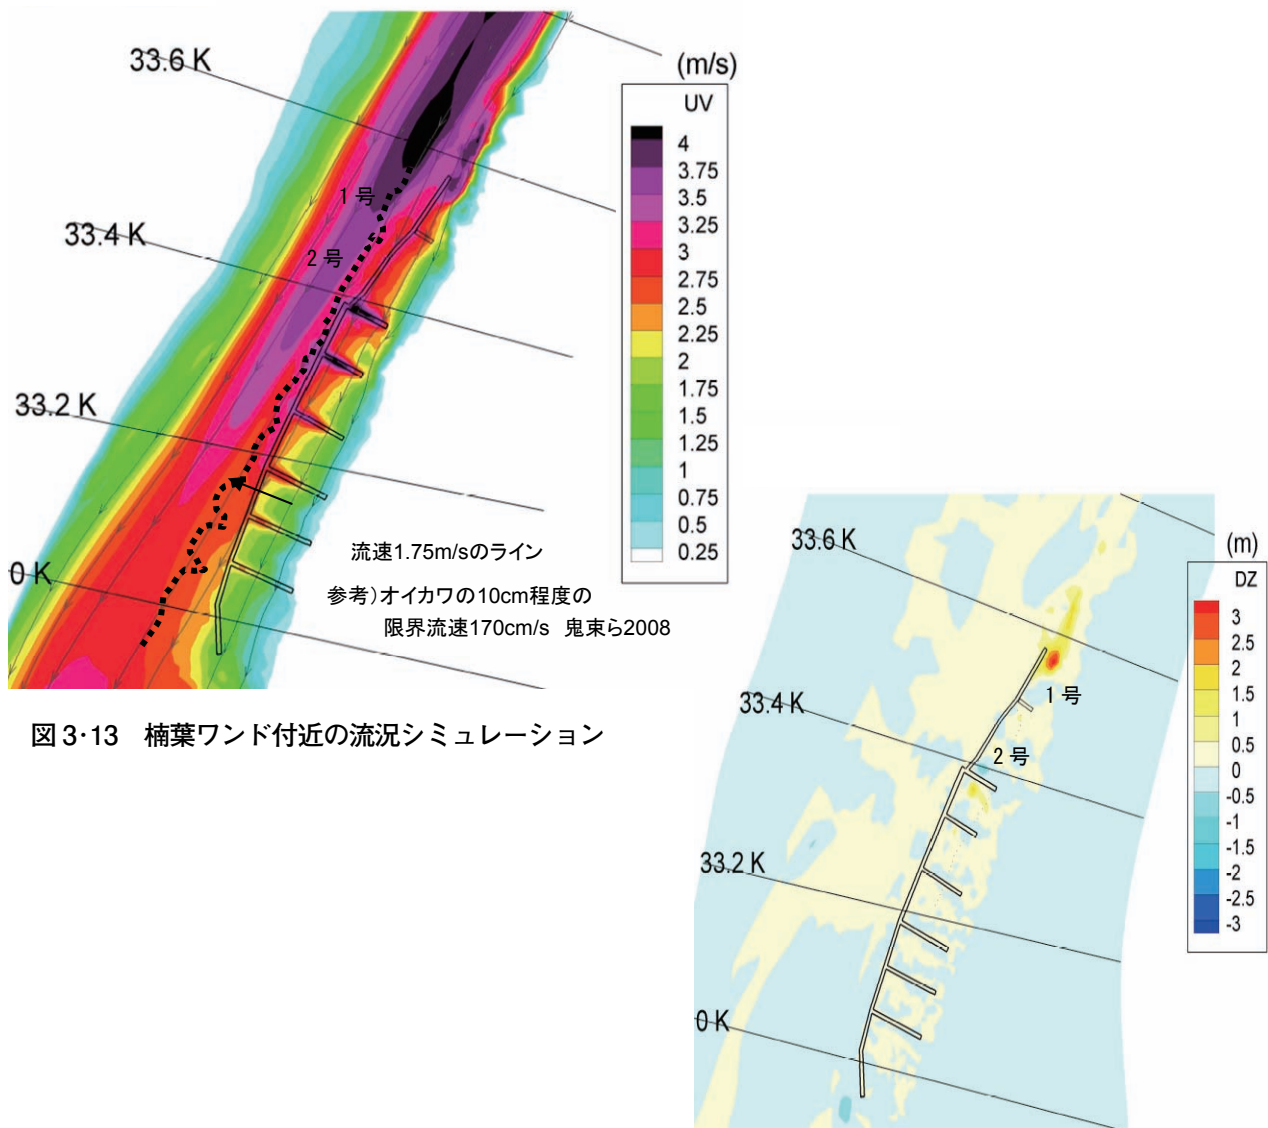 33.6 K
33.4 K
33.2 K
0 K
1 号
2 号
(m/s)
UV
4
3.75
3.5
3.25
3
2.75
2.5
2.25
2
1.75
1.5
1.25
1
0.75
0.5
0.25
流速1.75m/sのライン
参考)オイカワの10cm程度の
限界流速170cm/s 鬼束ら2008
図 3・13 楠葉ワンド付近の流況シミュレーション
33.6 K
33.4 K
33.2 K
0 K
1 号
2 号
(m)
DZ
3
2.5
2
1.5
1
0.5
0
-0.5
-1
-1.5
-2
-2.5
-3